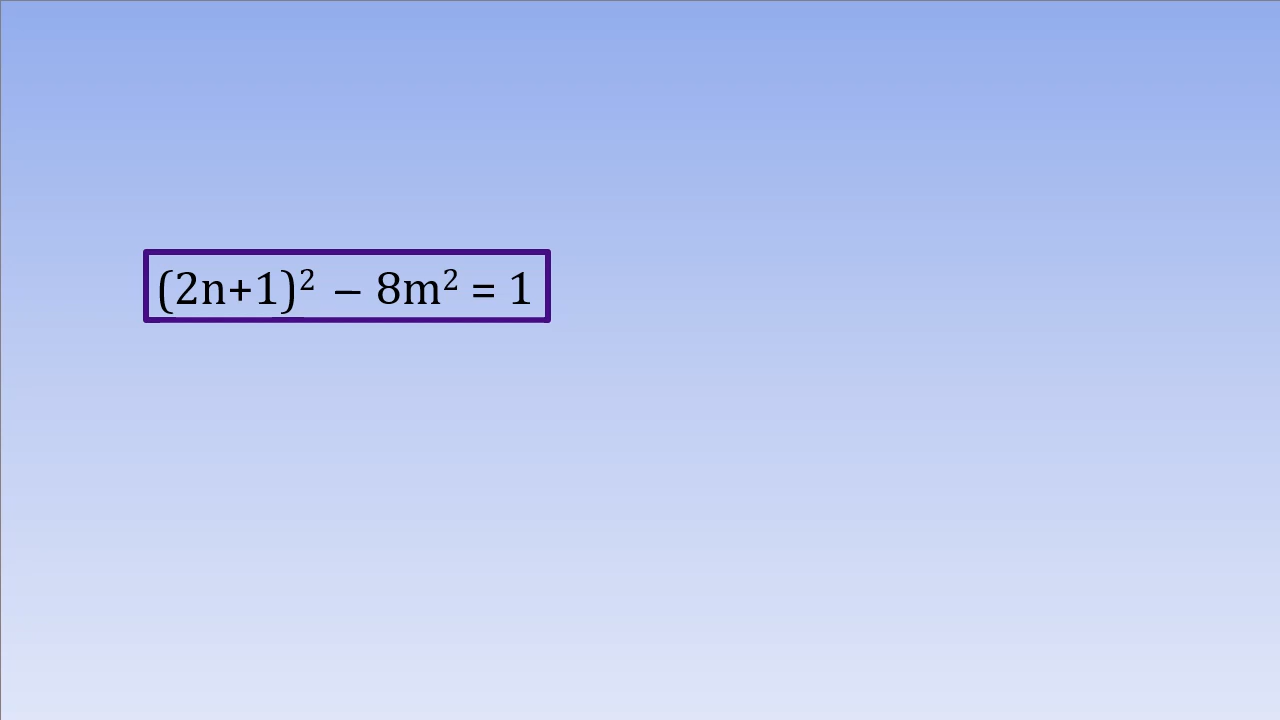 (2n+1)² – 8m² = 1